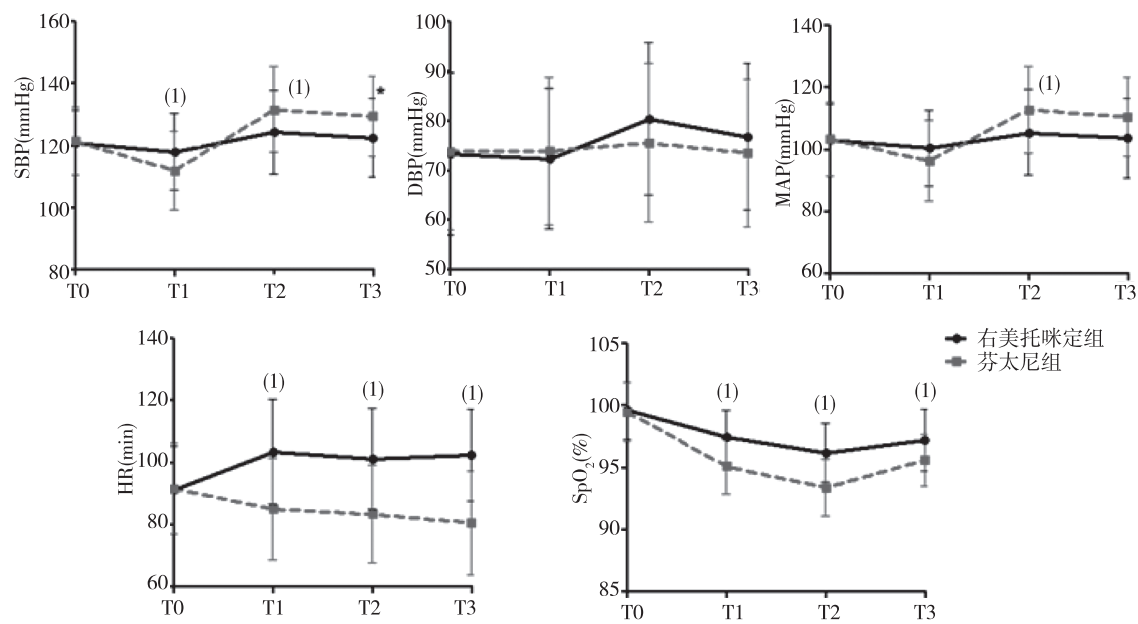 SBP(mmHg)
160
140
120
100
80
(1)
(1)
*
T0 T1 T2 T3
DBP(mmHg)
100
90
80
70
60
50
T0 T1 T2 T3
MAP(mmHg)
140
120
100
80
60
(1)
T0 T1 T2 T3
HR(min)
140
120
100
80
60
(1) (1) (1)
T0 T1 T2 T3
SpO₂(%)
105
100
95
90
85
(1) (1) (1)
T0 T1 T2 T3
右美托咪定组
芬太尼组